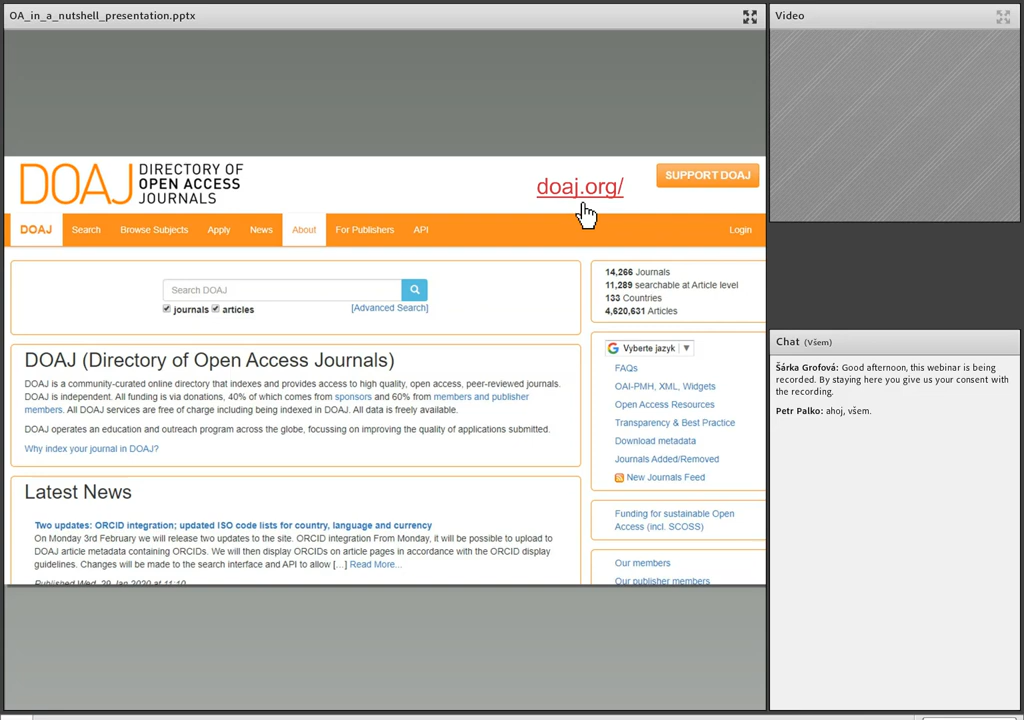 OA_in_a_nutshell_presentation.pptx
DOAJ
DIRECTORY OF
OPEN ACCESS
JOURNALS
doaj.org/
SUPPORT DOAJ
DOAJ Search Browse Subjects Apply News About For Publishers API Login
Search DOAJ
journals articles [Advanced Search]
14,266 Journals
11,289 searchable at Article level
133 Countries
4,620,631 Articles
DOAJ (Directory of Open Access Journals)
DOAJ is a community-curated online directory that indexes and provides access to high quality, open access, peer-reviewed journals.
DOAJ is independent. All funding is via donations, 40% of which comes from sponsors and 60% from members and publisher
members. All DOAJ services are free of charge including being indexed in DOAJ. All data is freely available.
DOAJ operates an education and outreach program across the globe, focussing on improving the quality of applications submitted.
Why index your journal in DOAJ?
G Vyberte jazyk
FAQs
OAI-PMH, XML, Widgets
Open Access Resources
Transparency & Best Practice
Download metadata
Journals Added/Removed
New Journals Feed
Latest News
Two updates: ORCID integration; updated ISO code lists for country, language and currency
On Monday 3rd February we will release two updates to the site. ORCID integration From Monday, it will be possible to upload to
DOAJ article metadata containing ORCIDs. We will then display ORCIDs on article pages in accordance with the ORCID display
guidelines. Changes will be made to the search interface and API to allow […] Read More...
Published Wed, 29 Jan 2020 at 11:10
Funding for sustainable Open
Access (incl. SCOSS)
Our members
Our publisher members
Video
Chat (Všem)
Šárka Grofová: Good afternoon, this webinar is being
recorded. By staying here you give us your consent with
the recording.
Petr Palko: ahoj, všem.